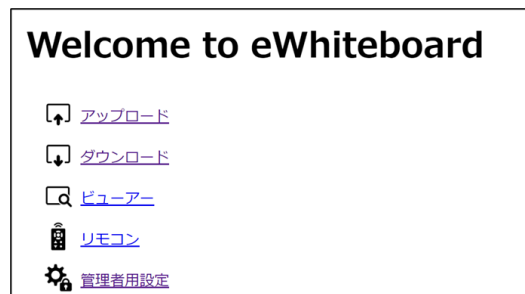 Welcome to eWhiteboard
アップロード
ダウンロード
ビューアー
リモコン
管理者用設定